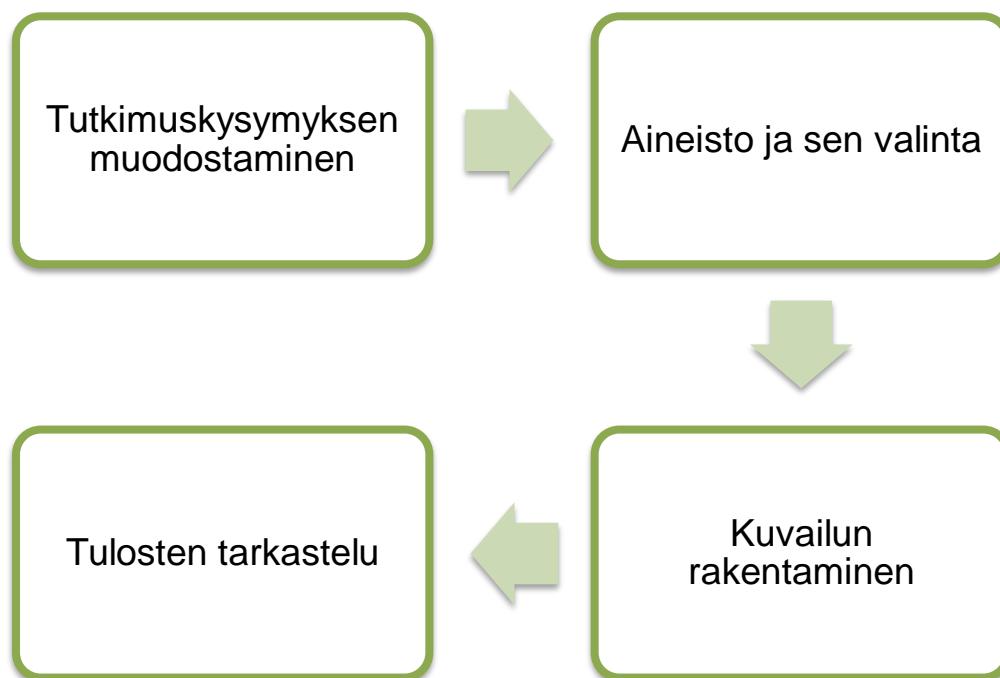 Tutkimuskysymyksen
muodostaminen
Aineisto ja sen valinta
Kuvailun
rakentaminen
Tulosten tarkastelu